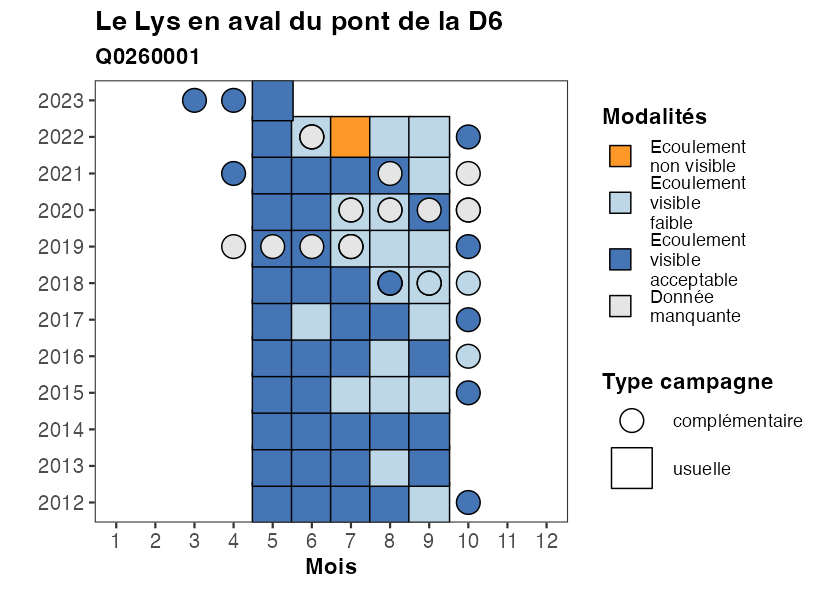 Le Lys en aval du pont de la D6
Q0260001
2023
2022
2021
2020
2019
2018
2017
2016
2015
2014
2013
2012
1 2 3 4 5 6 7 8 9 10 11 12
Mois
Modalités
Ecoulement
non visible
Ecoulement
visible
faible
Ecoulement
visible
acceptable
Donnée
manquante
Type campagne
complémentaire
usuelle